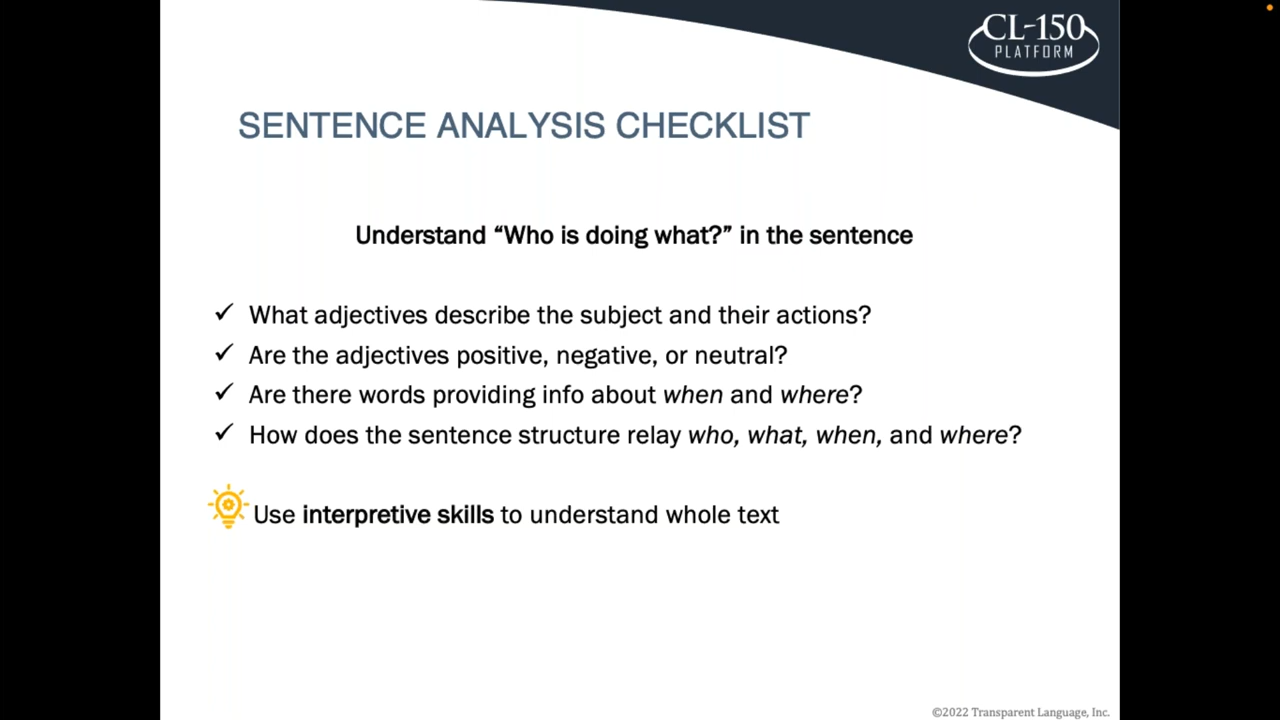 CL-150
PLATFORM
SENTENCE ANALYSIS CHECKLIST
Understand “Who is doing what?” in the sentence
✓ What adjectives describe the subject and their actions?
✓ Are the adjectives positive, negative, or neutral?
✓ Are there words providing info about when and where?
✓ How does the sentence structure relay who, what, when, and where?
Use interpretive skills to understand whole text
©2022 Transparent Language, Inc.